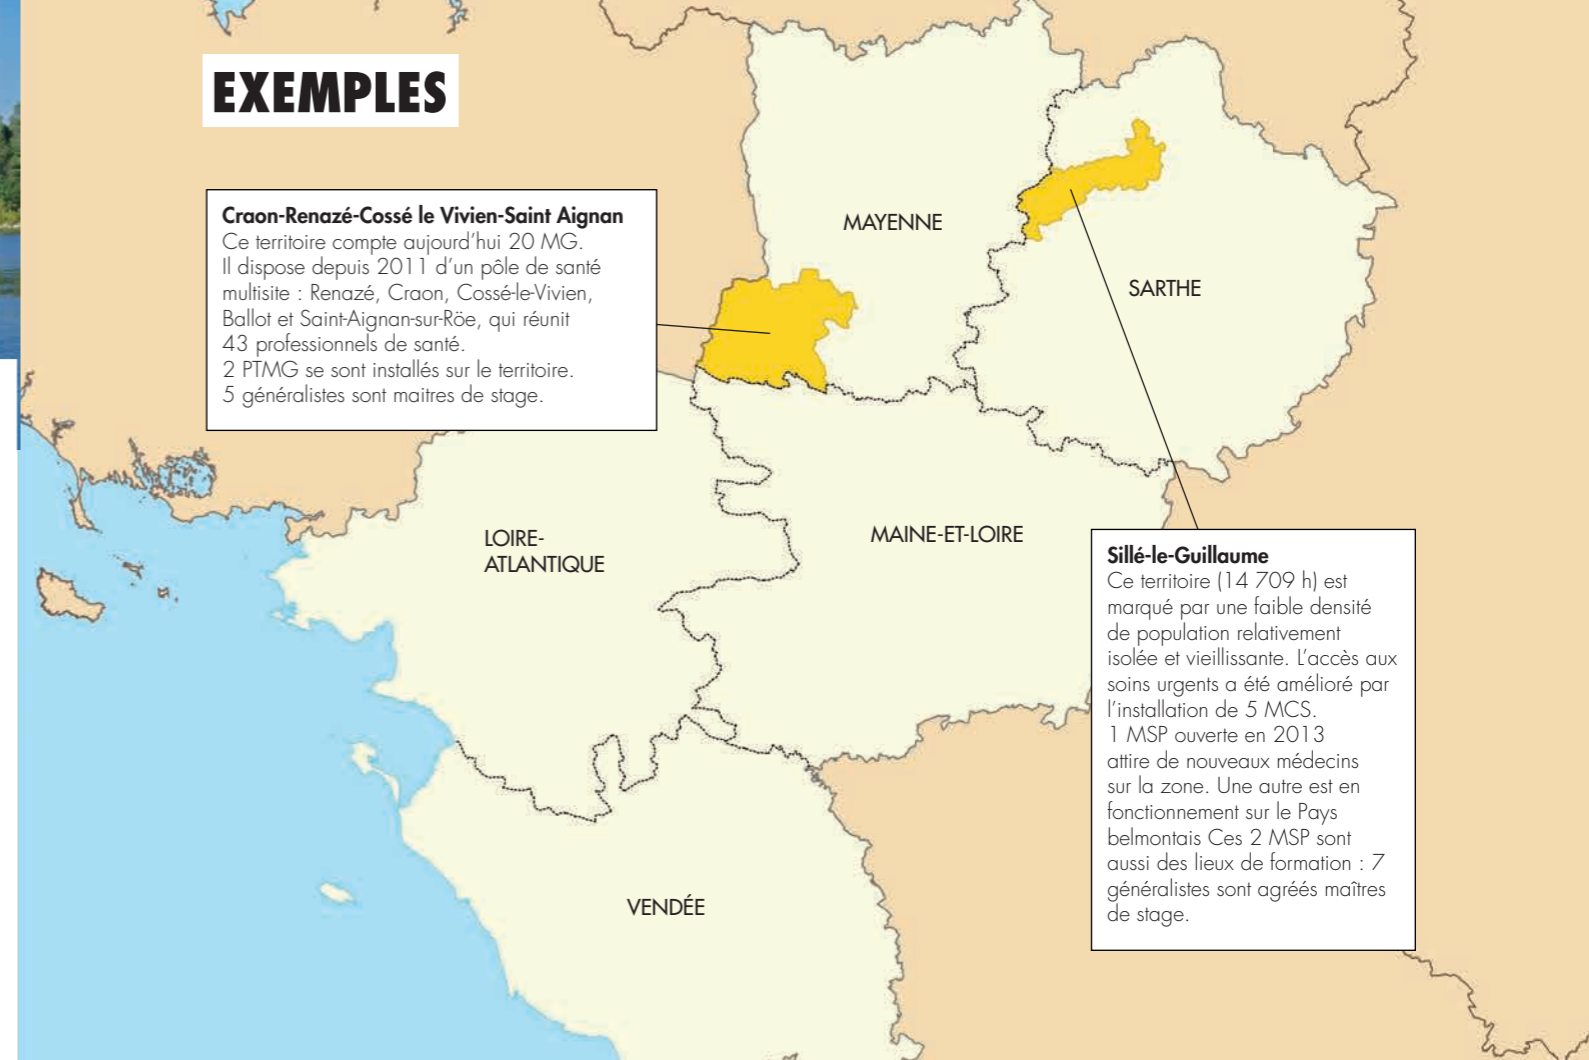 EXEMPLES
Craon-Renazé-Cossé le Vivien-Saint Aignan
Ce territoire compte aujourd'hui 20 MG.
Il dispose depuis 2011 d'un pôle de santé
multisite : Renazé, Craon, Cossé-le-Vivien,
Ballot et Saint-Aignan-sur-Röe, qui réunit
43 professionnels de santé.
2 PTMG se sont installés sur le territoire.
5 généralistes sont maitres de stage.
MAYENNE
SARTHE
LOIRE-
ATLANTIQUE
MAINE-ET-LOIRE
VENDÉE
Sillé-le-Guillaume
Ce territoire (14 709 h) est
marqué par une faible densité
de population relativement
isolée et vieillissante. L'accès aux
soins urgents a été amélioré par
l'installation de 5 MCS.
1 MSP ouverte en 2013
attire de nouveaux médecins
sur la zone. Une autre est en
fonctionnement sur le Pays
belmontais Ces 2 MSP sont
aussi des lieux de formation : 7
généralistes sont agréés maîtres
de stage.